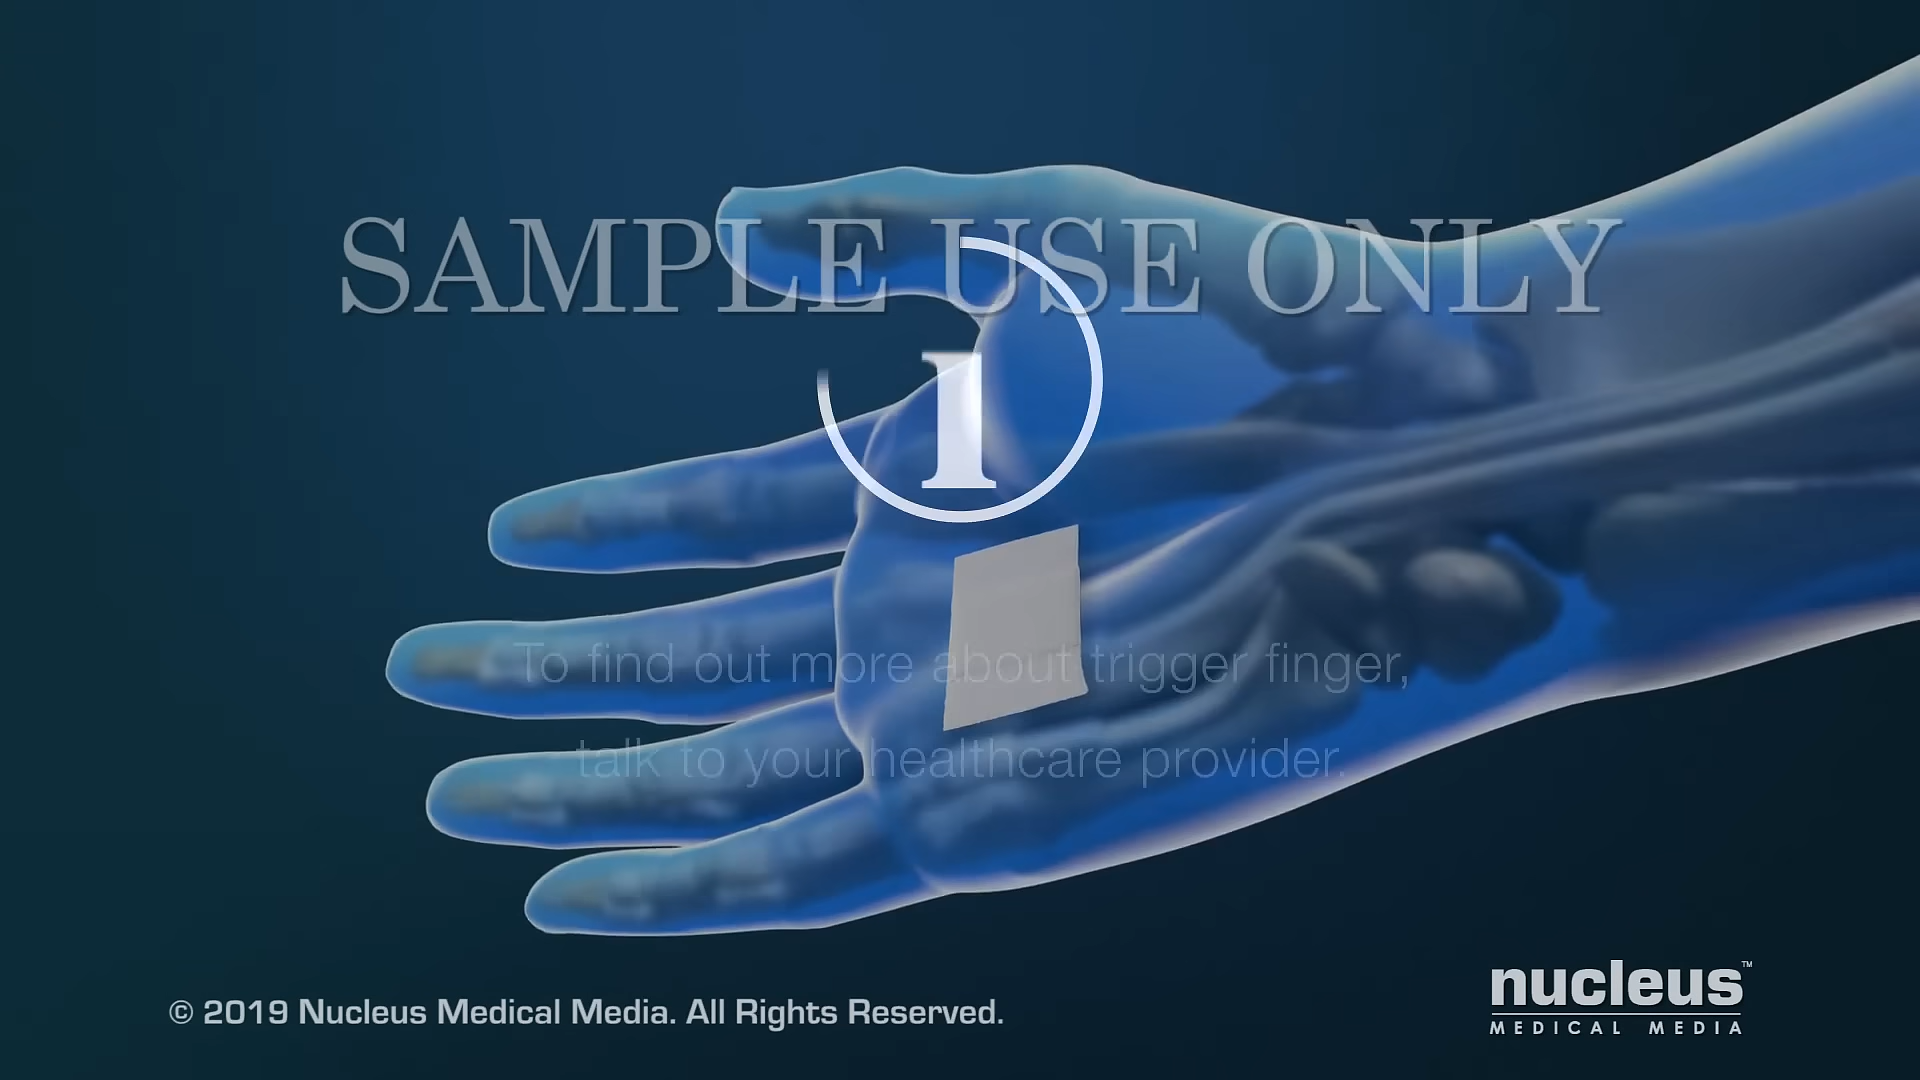 SAMPLE USE ONLY
i
To find out more about trigger finger,
talk to your healthcare provider.
© 2019 Nucleus Medical Media. All Rights Reserved.
nucleus™
MEDICAL MEDIA